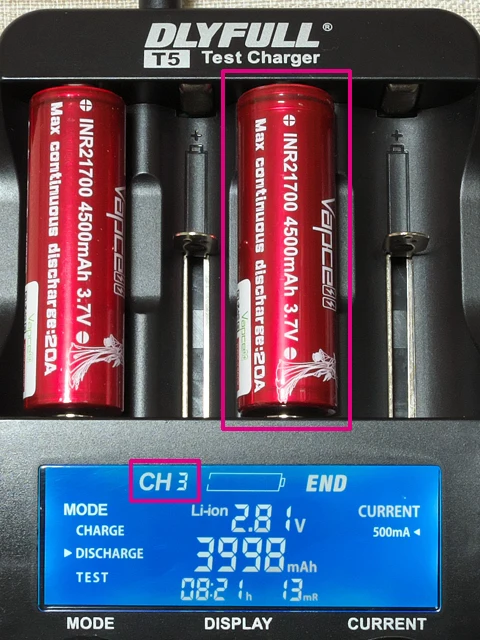 DLYFULL®
T5 Test Charger
INR21700 4500mAh 3.7V
Max continuous discharge:20A
Vapcell
INR21700 4500mAh 3.7V
Max continuous discharge:20A
Vapcell
CH 3 END
MODE
CHARGE
DISCHARGE
TEST
Li-ion 2.81V
3998mAh
08:21h 13mR
CURRENT
500mA
MODE DISPLAY CURRENT